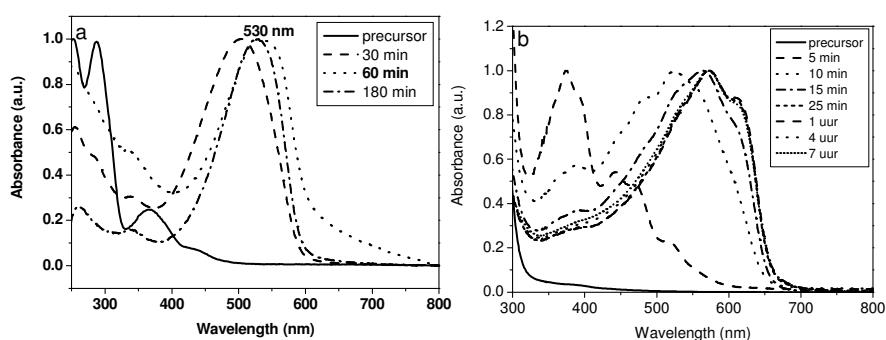 a
530 nm
precursor
30 min
60 min
180 min
1.0
0.8
0.6
0.4
0.2
0.0
Absorbance (a.u.)
300 400 500 600 700 800
Wavelength (nm)
b
precursor
5 min
10 min
15 min
25 min
1 uur
4 uur
7 uur
1.2
1.0
0.8
0.6
0.4
0.2
0.0
Absorbance (a.u.)
300 400 500 600 700 800
Wavelength (nm)